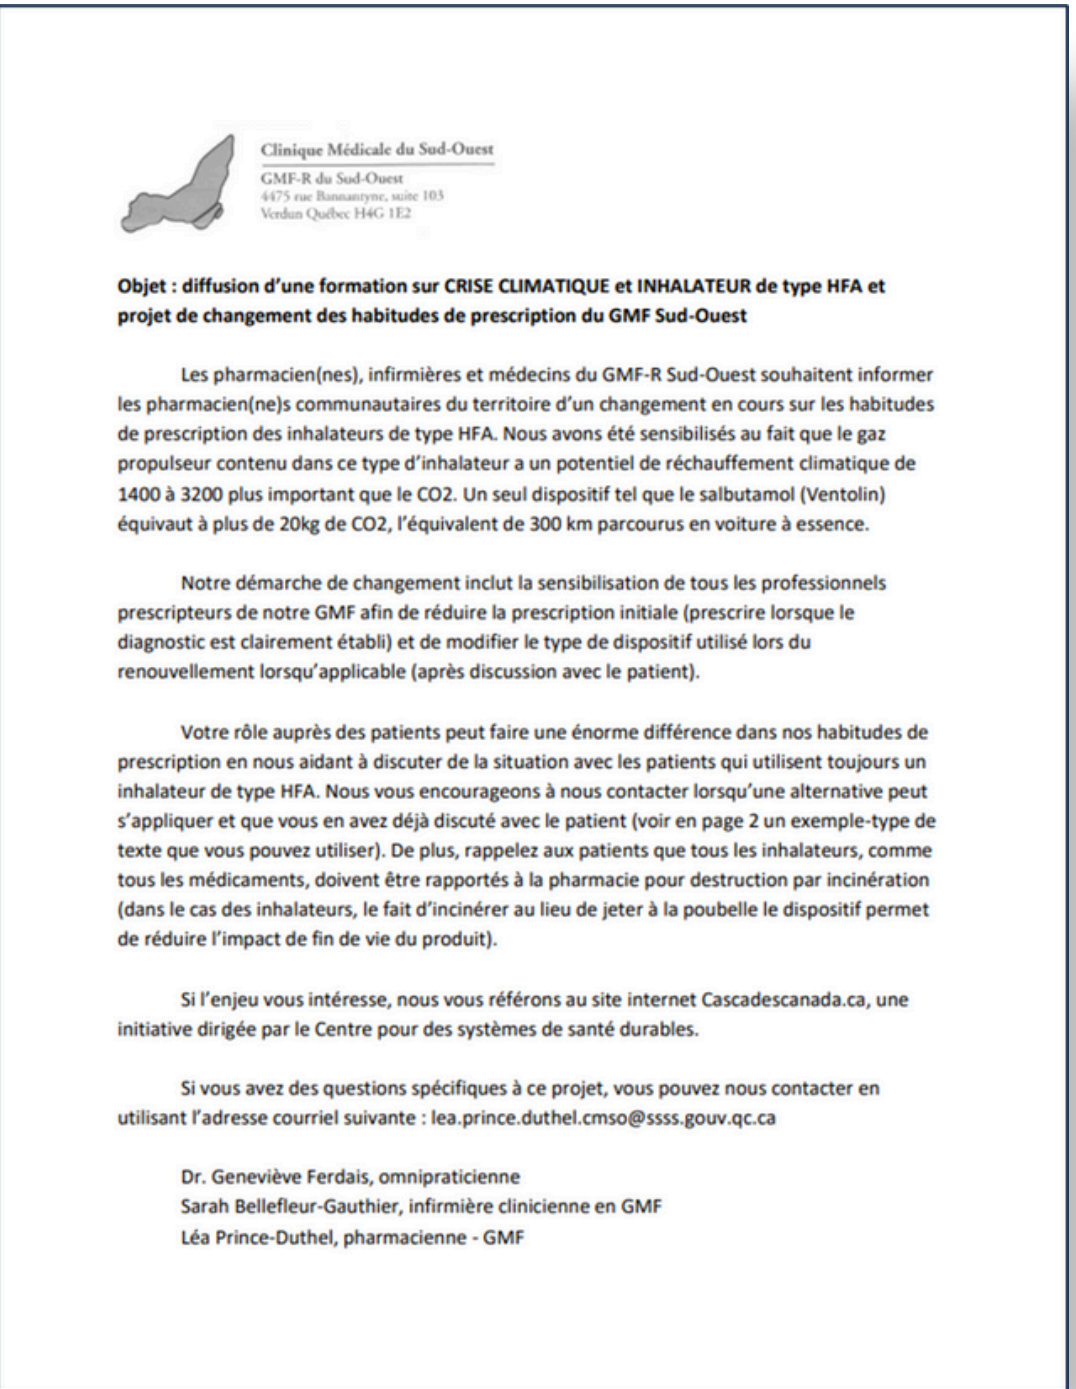 Clinique Médicale du Sud-Ouest
GMF-R du Sud-Ouest
4475 rue Bannantyne, suite 103
Verdun Québec H4G 1E2
Objet : diffusion d’une formation sur CRISE CLIMATIQUE et INHALATEUR de type HFA et
projet de changement des habitudes de prescription du GMF Sud-Ouest
Les pharmacien(nes), infirmières et médecins du GMF-R Sud-Ouest souhaitent informer
les pharmacien(ne)s communautaires du territoire d’un changement en cours sur les habitudes
de prescription des inhalateurs de type HFA. Nous avons été sensibilisés au fait que le gaz
propulseur contenu dans ce type d’inhalateur a un potentiel de réchauffement climatique de
1400 à 3200 plus important que le CO2. Un seul dispositif tel que le salbutamol (Ventolin)
équivaut à plus de 20kg de CO2, l’équivalent de 300 km parcourus en voiture à essence.
Notre démarche de changement inclut la sensibilisation de tous les professionnels
prescripteurs de notre GMF afin de réduire la prescription initiale (prescrire lorsque le
diagnostic est clairement établi) et de modifier le type de dispositif utilisé lors du
renouvellement lorsqu’applicable (après discussion avec le patient).
Votre rôle auprès des patients peut faire une énorme différence dans nos habitudes de
prescription en nous aidant à discuter de la situation avec les patients qui utilisent toujours un
inhalateur de type HFA. Nous vous encourageons à nous contacter lorsqu’une alternative peut
s’appliquer et que vous en avez déjà discuté avec le patient (voir en page 2 un exemple-type de
texte que vous pouvez utiliser). De plus, rappelez aux patients que tous les inhalateurs, comme
tous les médicaments, doivent être rapportés à la pharmacie pour destruction par incinération
(dans le cas des inhalateurs, le fait d’incinérer au lieu de jeter à la poubelle le dispositif permet
de réduire l’impact de fin de vie du produit).
Si l’enjeu vous intéresse, nous vous référons au site internet Cascadescanada.ca, une
initiative dirigée par le Centre pour des systèmes de santé durables.
Si vous avez des questions spécifiques à ce projet, vous pouvez nous contacter en
utilisant l’adresse courriel suivante : lea.prince.duthel.cmso@ssss.gouv.qc.ca
Dr. Geneviève Ferdais, omnipraticienne
Sarah Bellefleur-Gauthier, infirmière clinicienne en GMF
Léa Prince-Duthel, pharmacienne - GMF